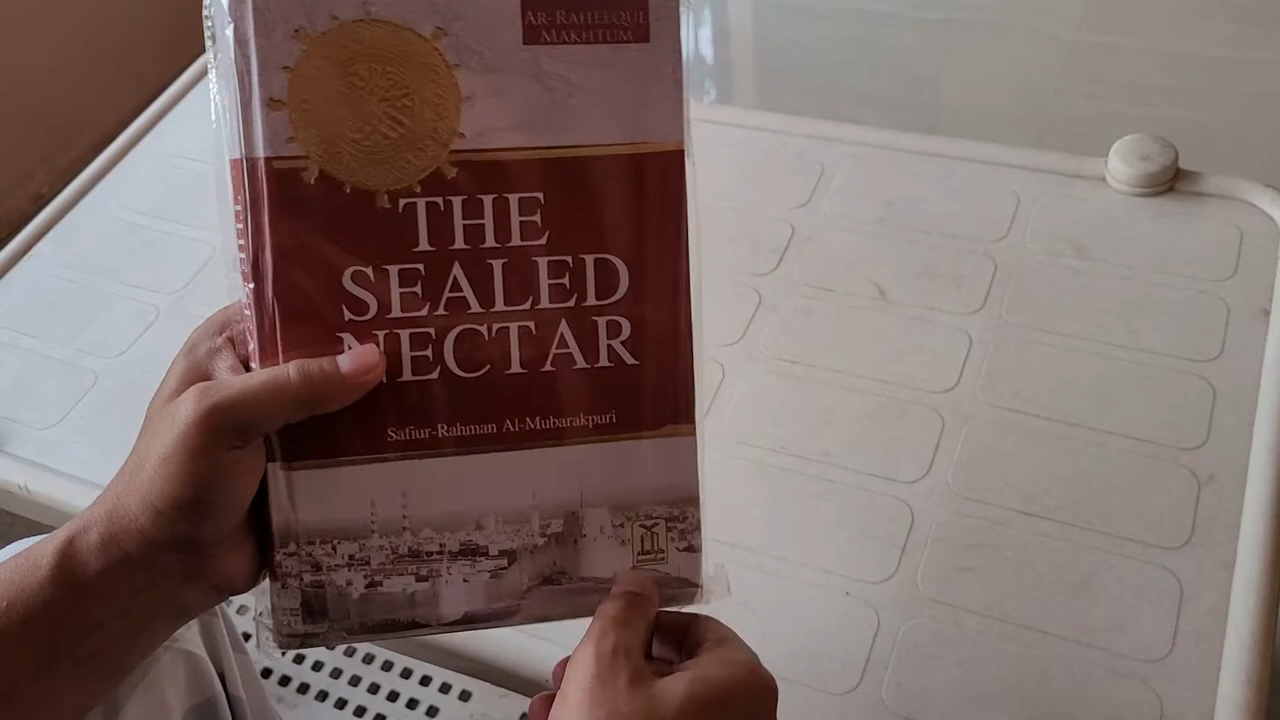 AR-RAHEEQUL
MAKHTUM
THE
SEALED
NECTAR
Safiur-Rahman Al-Mubarakpuri